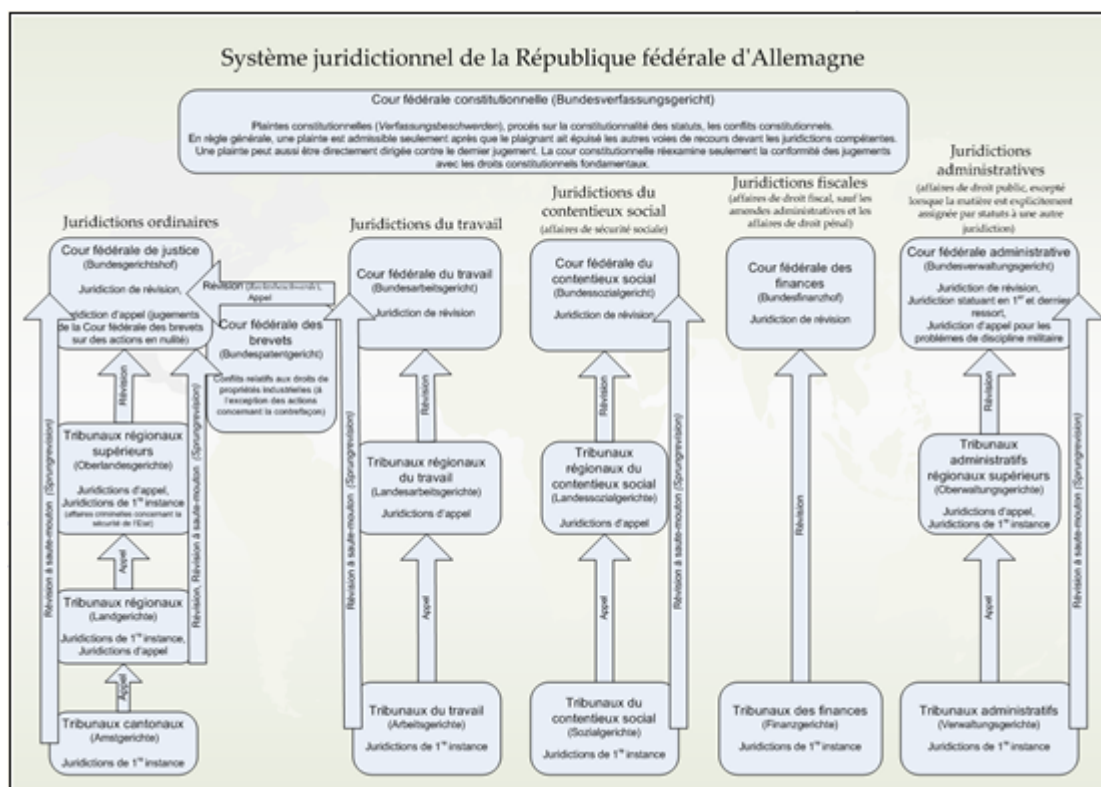 Système juridictionnel de la République fédérale d'Allemagne
Cour fédérale constitutionnelle (Bundesverfassungsgericht)
Plaintes constitutionnelles (Verfassungsbeschwerden), procés sur la constitutionnalité des statuts, les conflits constitutionnels.
En règle générale, une plainte est admissible seulement après que le plaignant ait épuisé les autres voies de recours devant les juridictions compétentes.
Une plainte peut aussi être directement dirigée contre le dernier jugement. La cour constitutionnelle réexamine seulement la conformité des jugements
avec les droits constitutionnels fondamentaux.
Juridictions ordinaires
Cour fédérale de justice
(Bundesgerichtshof)
Juridiction de révision,
juridiction d'appel (jugements
de la Cour fédérale des brevets
sur des actions en nulité)
Révision (Rechtsbeschwerde),
Appel
Cour fédérale des
brevets
(Bundespatentgericht)
Conflits relatifs aux droits de
propriétés industrielles (à
l'exception des actions
concernant la contrefaçon)
Révision
Tribunaux régionaux
supérieurs
(Oberlandesgerichte)
Juridictions d'appel,
Juridictions de 1re instance
(affaires criminelles concernant la
sécurité de l'Etat)
Appel
Tribunaux régionaux
(Landgerichte)
Juridictions de 1re instance,
Juridictions d'appel
Appel
Tribunaux cantonaux
(Amstgerichte)
Juridictions de 1re instance
Révision à saute-mouton (Sprungrevision)
Révision, Révision à saute-mouton (Sprungrevision)
Juridictions du travail
Cour fédérale du travail
(Bundesarbeitsgericht)
Juridiction de révision
Révision
Tribunaux régionaux
du travail
(Landesarbeitsgerichte)
Juridictions d'appel
Appel
Tribunaux du travail
(Arbeitsgerichte)
Juridictions de 1re instance
Révision à saute-mouton (Sprungrevision)
Juridictions du
contentieux social
(affaires de sécurité sociale)
Cour fédérale du
contentieux social
(Bundessozialgericht)
Juridiction de révision
Révision
Tribunaux
régionaux du
contentieux social
(Landessozialgerichte)
Juridictions d'appel
Appel
Tribunaux du
contentieux social
(Sozialgerichte)
Juridictions de 1re instance
Révision à saute-mouton (Sprungrevision)
Juridictions fiscales
(affaires de droit fiscal, sauf les
amendes administratives et les
affaires de droit pénal)
Cour fédérale des
finances
(Bundesfinanzhof)
Juridiction de révision
Révision
Tribunaux des finances
(Finanzgerichte)
Juridictions de 1re instance
Juridictions
administratives
(affaires de droit public, excepté
lorsque la matière est explicitement
assignée par statuts à une autre
juridiction)
Cour fédérale administrative
(Bundesverwaltungsgericht)
Juridiction de révision,
Juridiction statuant en 1er et dernier
ressort,
Juridiction d'appel pour les
problèmes de discipline militaire
Révision
Tribunaux
administratifs
régionaux supérieurs
(Oberwaltungsgerichte)
Juridictions d'appel,
Juridictions de 1re instance
Appel
Tribunaux administratifs
(Verwaltungsgerichte)
Juridictions de 1re instance
Révision à saute-mouton (Sprungrevision)